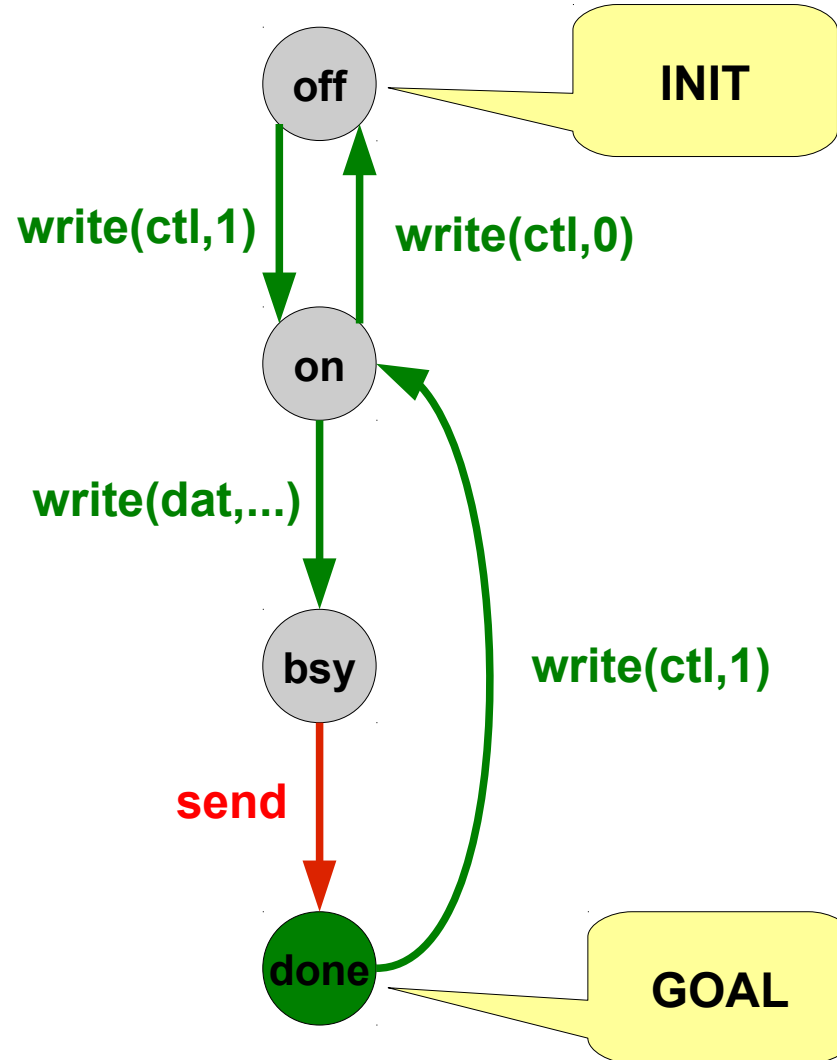 off
INIT
write(ctl,1)
write(ctl,0)
on
write(dat,...)
bsy
write(ctl,1)
send
done
GOAL